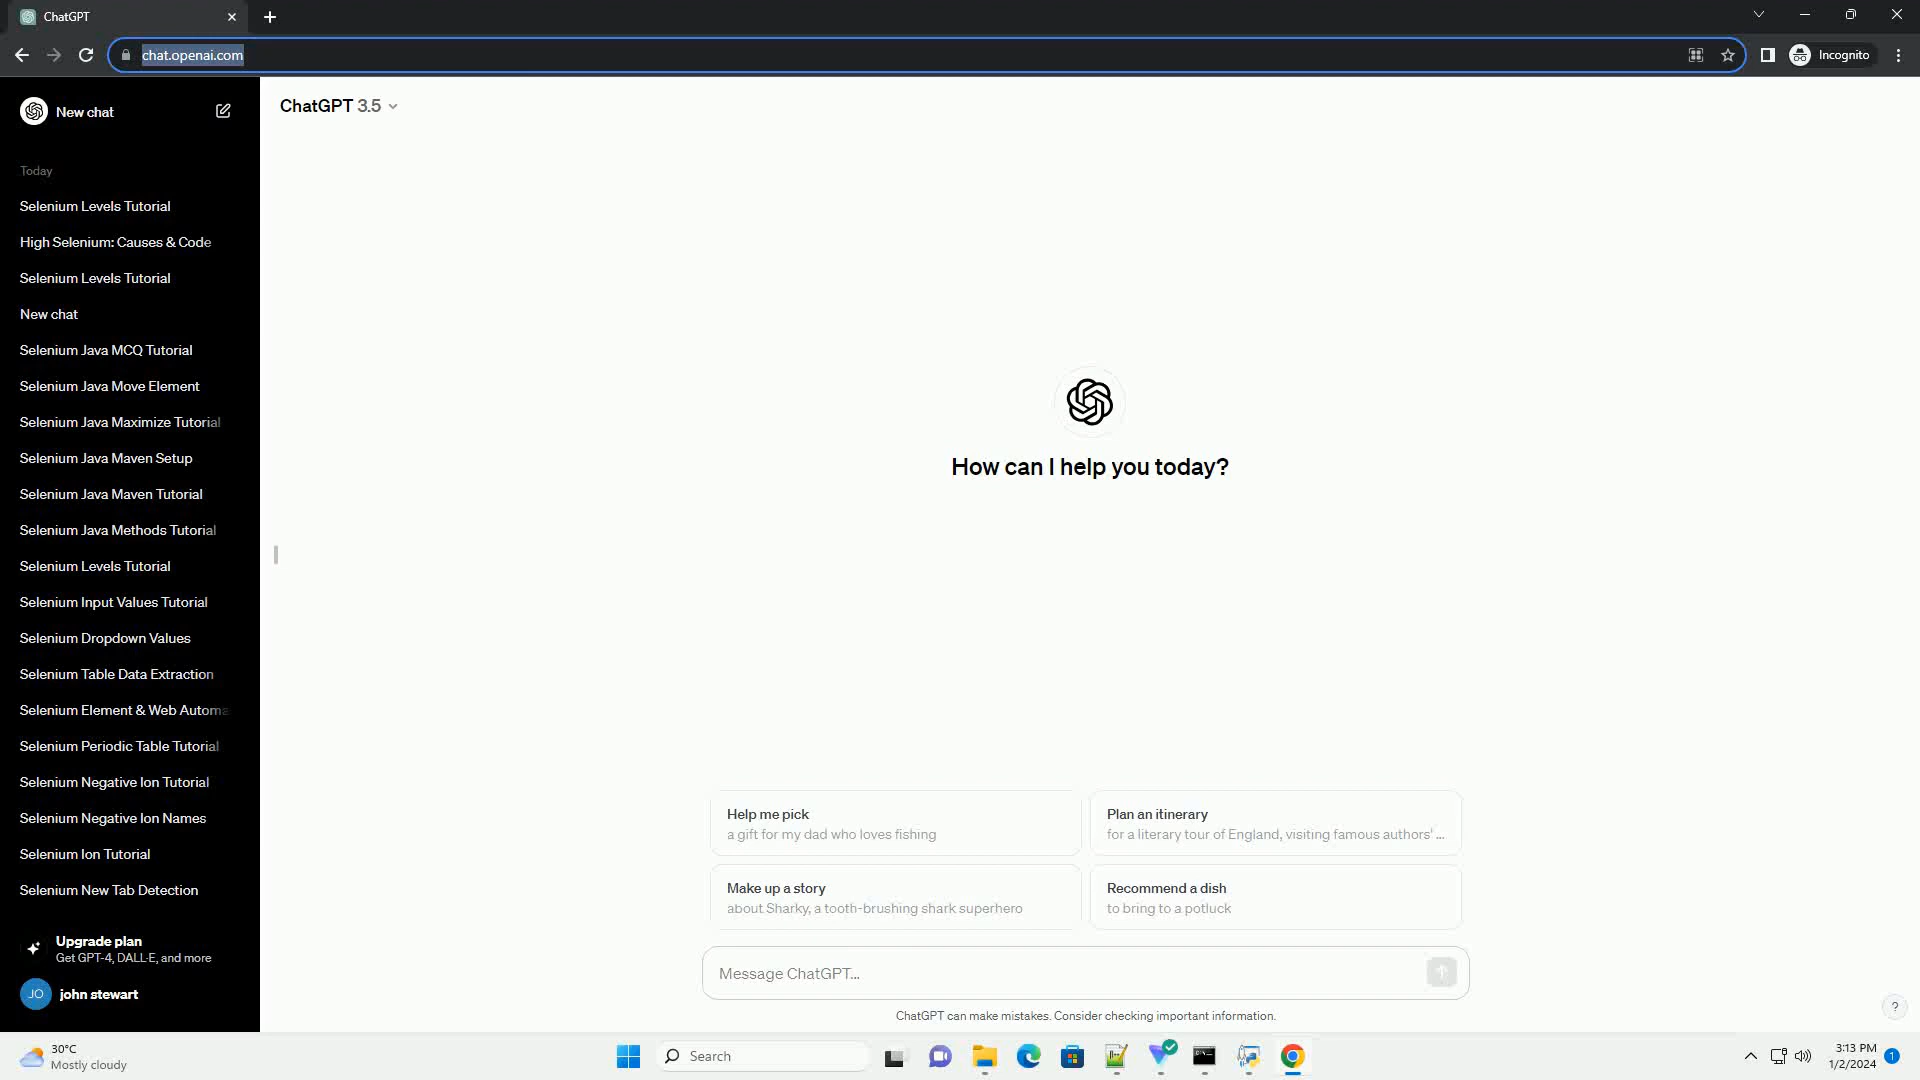 ChatGPT
chat.openai.com
Incognito
New chat
ChatGPT 3.5
Today
Selenium Levels Tutorial
High Selenium: Causes & Code
Selenium Levels Tutorial
New chat
Selenium Java MCQ Tutorial
Selenium Java Move Element
Selenium Java Maximize Tutorial
Selenium Java Maven Setup
Selenium Java Maven Tutorial
Selenium Java Methods Tutorial
Selenium Levels Tutorial
Selenium Input Values Tutorial
Selenium Dropdown Values
Selenium Table Data Extraction
Selenium Element & Web Automa
Selenium Periodic Table Tutorial
Selenium Negative Ion Tutorial
Selenium Negative Ion Names
Selenium Ion Tutorial
Selenium New Tab Detection
Upgrade plan
Get GPT-4, DALL·E, and more
JO john stewart
How can I help you today?
Help me pick
a gift for my dad who loves fishing
Plan an itinerary
for a literary tour of England, visiting famous authors' ...
Make up a story
about Sharky, a tooth-brushing shark superhero
Recommend a dish
to bring to a potluck
Message ChatGPT...
ChatGPT can make mistakes. Consider checking important information.
?
30°C
Mostly cloudy
Search
3:13 PM
1/2/2024
1